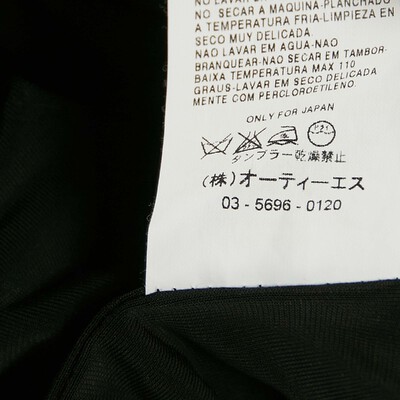 NO SECAR A MAQUINA-PLANCHADO
A TEMPERATURA FRIA-LIMPIEZA EN
SECO MUY DELICADA
NAO LAVAR EM AGUA-NAO
BRANQUEAR-NAO SECAR EM TAMBOR-
BAIXA TEMPERATURA MAX 110
GRAUS-LAVAR EM SECO DELICADA
MENTE COM PERCLOROETILENO.
ONLY FOR JAPAN
タンブラー乾燥禁止
(株)オーティーエス
03-5696-0120